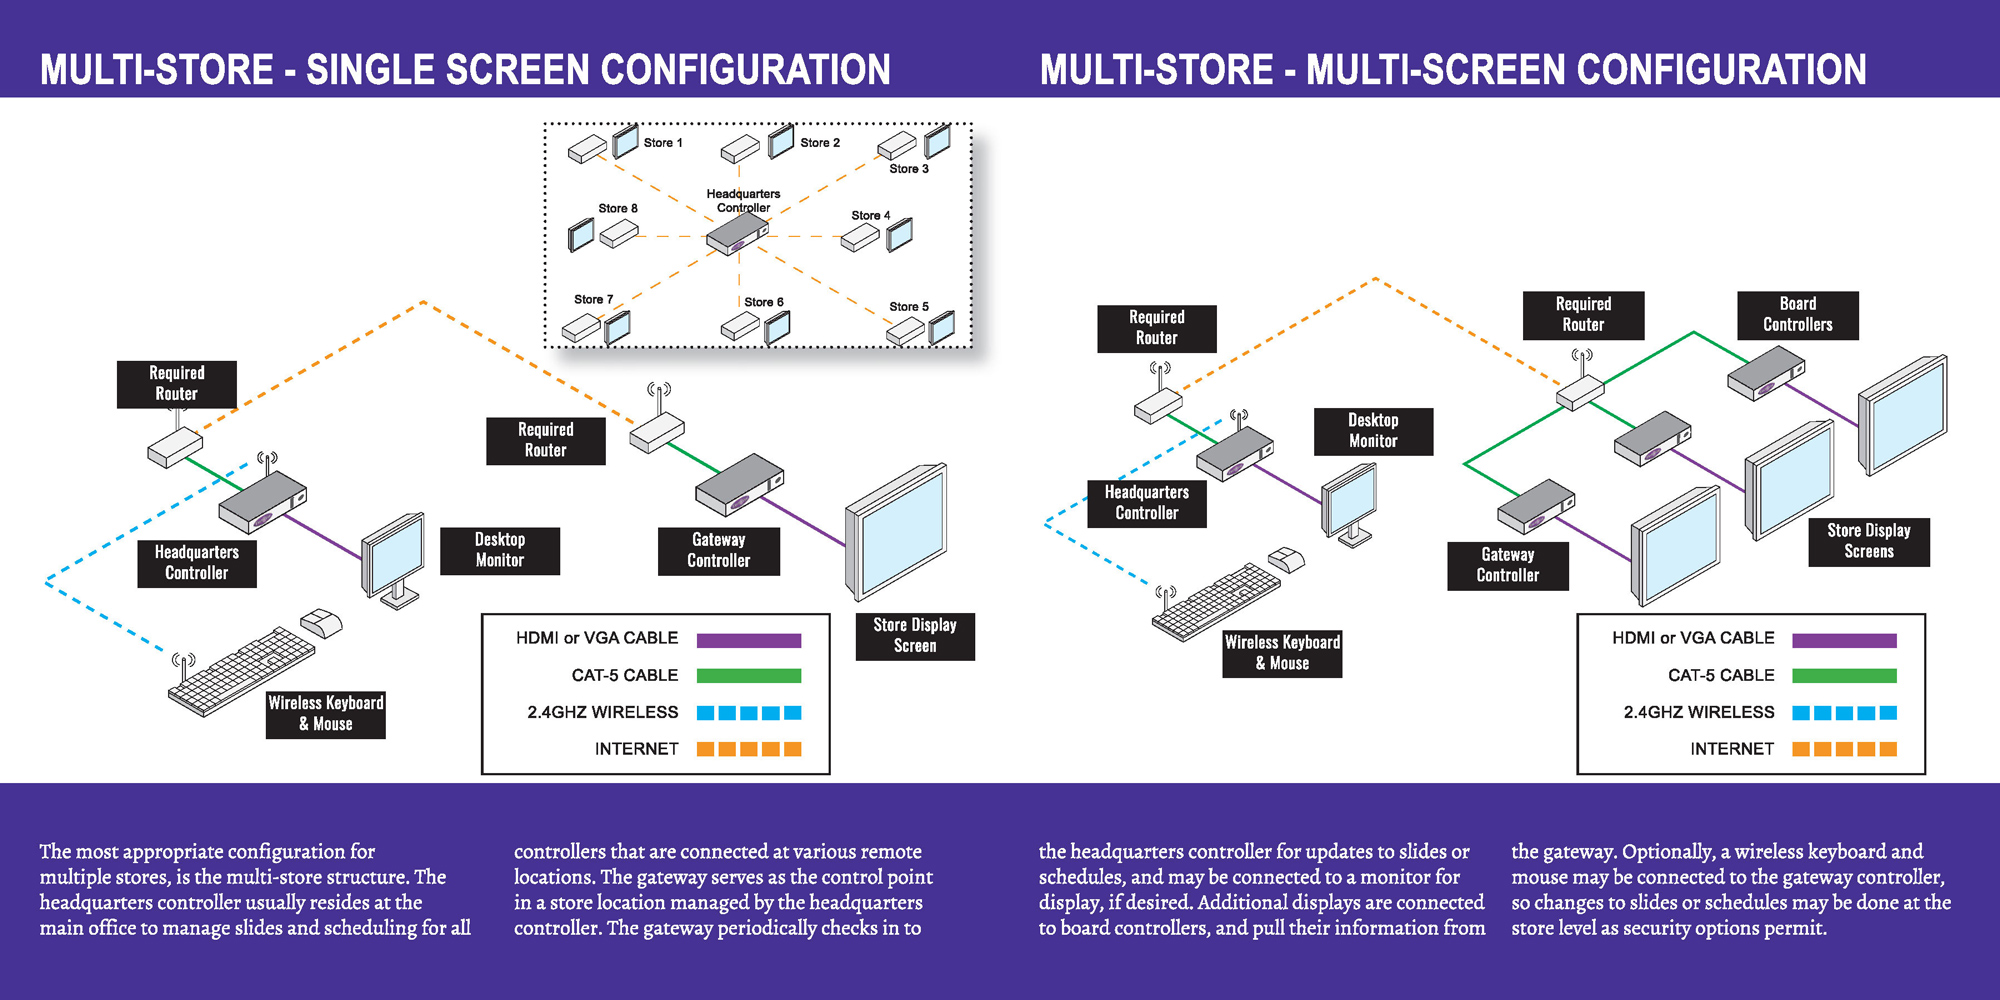 MULTI-STORE - SINGLE SCREEN CONFIGURATION
Store 1
Store 2
Store 3
Headquarters
Controller
Store 8
Store 4
Store 7
Store 6
Store 5
Required
Router
Required
Router
Headquarters
Controller
Desktop
Monitor
Gateway
Controller
Store Display
Screen
Wireless Keyboard
& Mouse
HDMI or VGA CABLE
CAT-5 CABLE
2.4GHZ WIRELESS
INTERNET
The most appropriate configuration for
multiple stores, is the multi-store structure. The
headquarters controller usually resides at the
main office to manage slides and scheduling for all
controllers that are connected at various remote
locations. The gateway serves as the control point
in a store location managed by the headquarters
controller. The gateway periodically checks in to
MULTI-STORE - MULTI-SCREEN CONFIGURATION
Required
Router
Required
Router
Board
Controllers
Desktop
Monitor
Headquarters
Controller
Gateway
Controller
Store Display
Screens
Wireless Keyboard
& Mouse
HDMI or VGA CABLE
CAT-5 CABLE
2.4GHZ WIRELESS
INTERNET
the headquarters controller for updates to slides or
schedules, and may be connected to a monitor for
display, if desired. Additional displays are connected
to board controllers, and pull their information from
the gateway. Optionally, a wireless keyboard and
mouse may be connected to the gateway controller,
so changes to slides or schedules may be done at the
store level as security options permit.